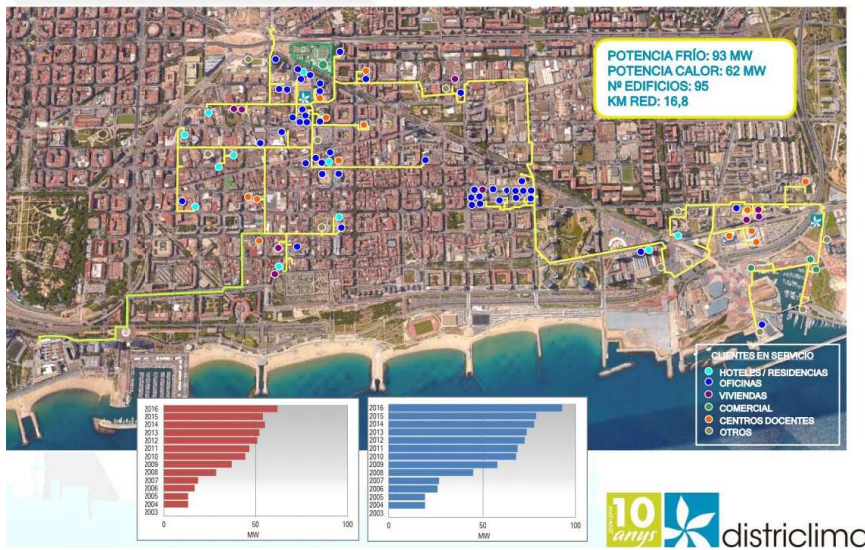 POTENCIA FRÍO: 93 MW
POTENCIA CALOR: 62 MW
Nº EDIFICIOS: 95
KM RED: 16,8
CLIENTES EN SERVICIO
HOTELES / RESIDENCIAS
OFICINAS
VIVIENDAS
COMERCIAL
CENTROS DOCENTES
OTROS
2016
2015
2014
2013
2012
2011
2010
2009
2008
2007
2006
2005
2004
2003
0
50
100
MW
2016
2015
2014
2013
2012
2011
2010
2009
2008
2007
2006
2005
2004
2003
0
50
100
MW
10
anys
districlima